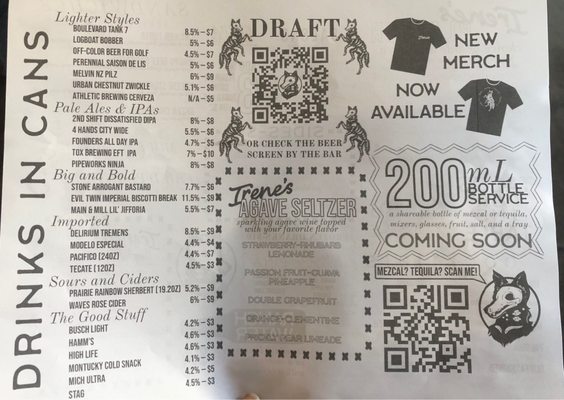 DRINKS IN CANS
Lighter Styles
BOULEVARD TANK 7 8.5% – $7
LOGBOAT BOBBER 5% – $6
OFF-COLOR BEER FOR GOLF 4.5% – $7
PERENNIAL SAISON DE LIS 5% – $6
MELVIN NZ PILZ 6% – $9
URBAN CHESTNUT ZWICKLE 5.1% – $6
ATHLETIC BREWING CERVEZA N/A – $5
Pale Ales & IPAs
2ND SHIFT DISSATISFIED DIPA 8% – $8
4 HANDS CITY WIDE 5.5% – $6
FOUNDERS ALL DAY IPA 4.7% – $5
TOX BREWING EFT IPA 7% – $10
PIPEWORKS NINJA 8% – $8
Big and Bold
STONE ARROGANT BASTARD 7.7% – $8
EVIL TWIN IMPERIAL BISCOTTI BREAK 11.5% – $9
MAIN & MILL LIL' JIFFORIA 5.5% – $7
Imported
DELIRIUM TREMENS 8.5% – $9
MODELO ESPECIAL 4.4% – $4
PACIFICO (24OZ) 4.4% – $7
TECATE (12OZ) 4.5% – $3
Sours and Ciders
PRAIRIE RAINBOW SHERBERT (19.2OZ) 5.2% – $9
WAVES ROSE CIDER 6% – $9
The Good Stuff
BUSCH LIGHT 4.2% – $3
HAMM'S 4.6% – $3
HIGH LIFE 4.6% – $3
MONTUCKY COLD SNACK 4.1% – $3
MICH ULTRA 4.2% – $5
STAG 4.5% – $3
DRAFT
OR CHECK THE BEER
SCREEN BY THE BAR
Irene's
AGAVE SELTZER
sparkling agave wine topped
with your favorite flavor
STRAWBERRY-RHUBARB
LEMONADE
PASSION FRUIT-GUAVA
PINEAPPLE
DOUBLE GRAPEFRUIT
ORANGE-CLEMENTINE
PRICKLY PEAR LIMEADE
NEW
MERCH
NOW
AVAILABLE
200mL
BOTTLE
SERVICE
a shareable bottle of mezcal or tequila,
mixers, glasses, fruit, salt, and a tray
COMING SOON
MEZCAL? TEQUILA? SCAN ME!